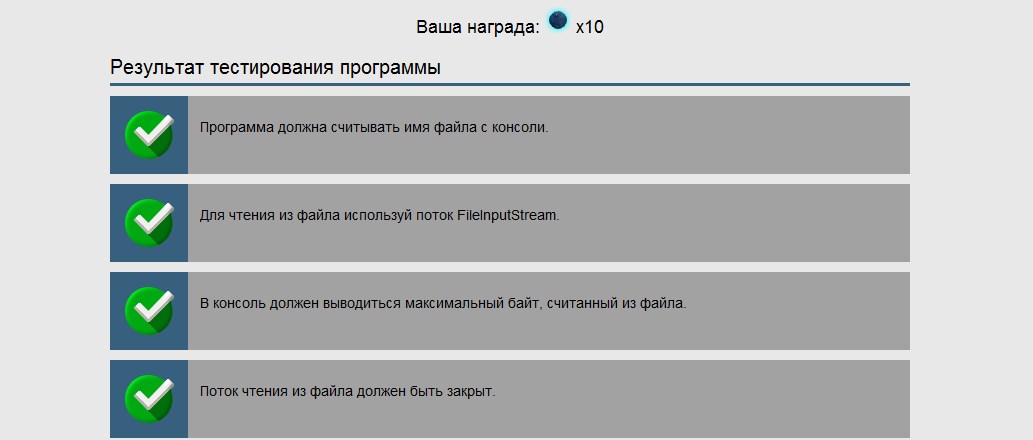 Ваша награда: x10
Результат тестирования программы
Программа должна считывать имя файла с консоли.
Для чтения из файла используй поток FileInputStream.
В консоль должен выводиться максимальный байт, считанный из файла.
Поток чтения из файла должен быть закрыт.